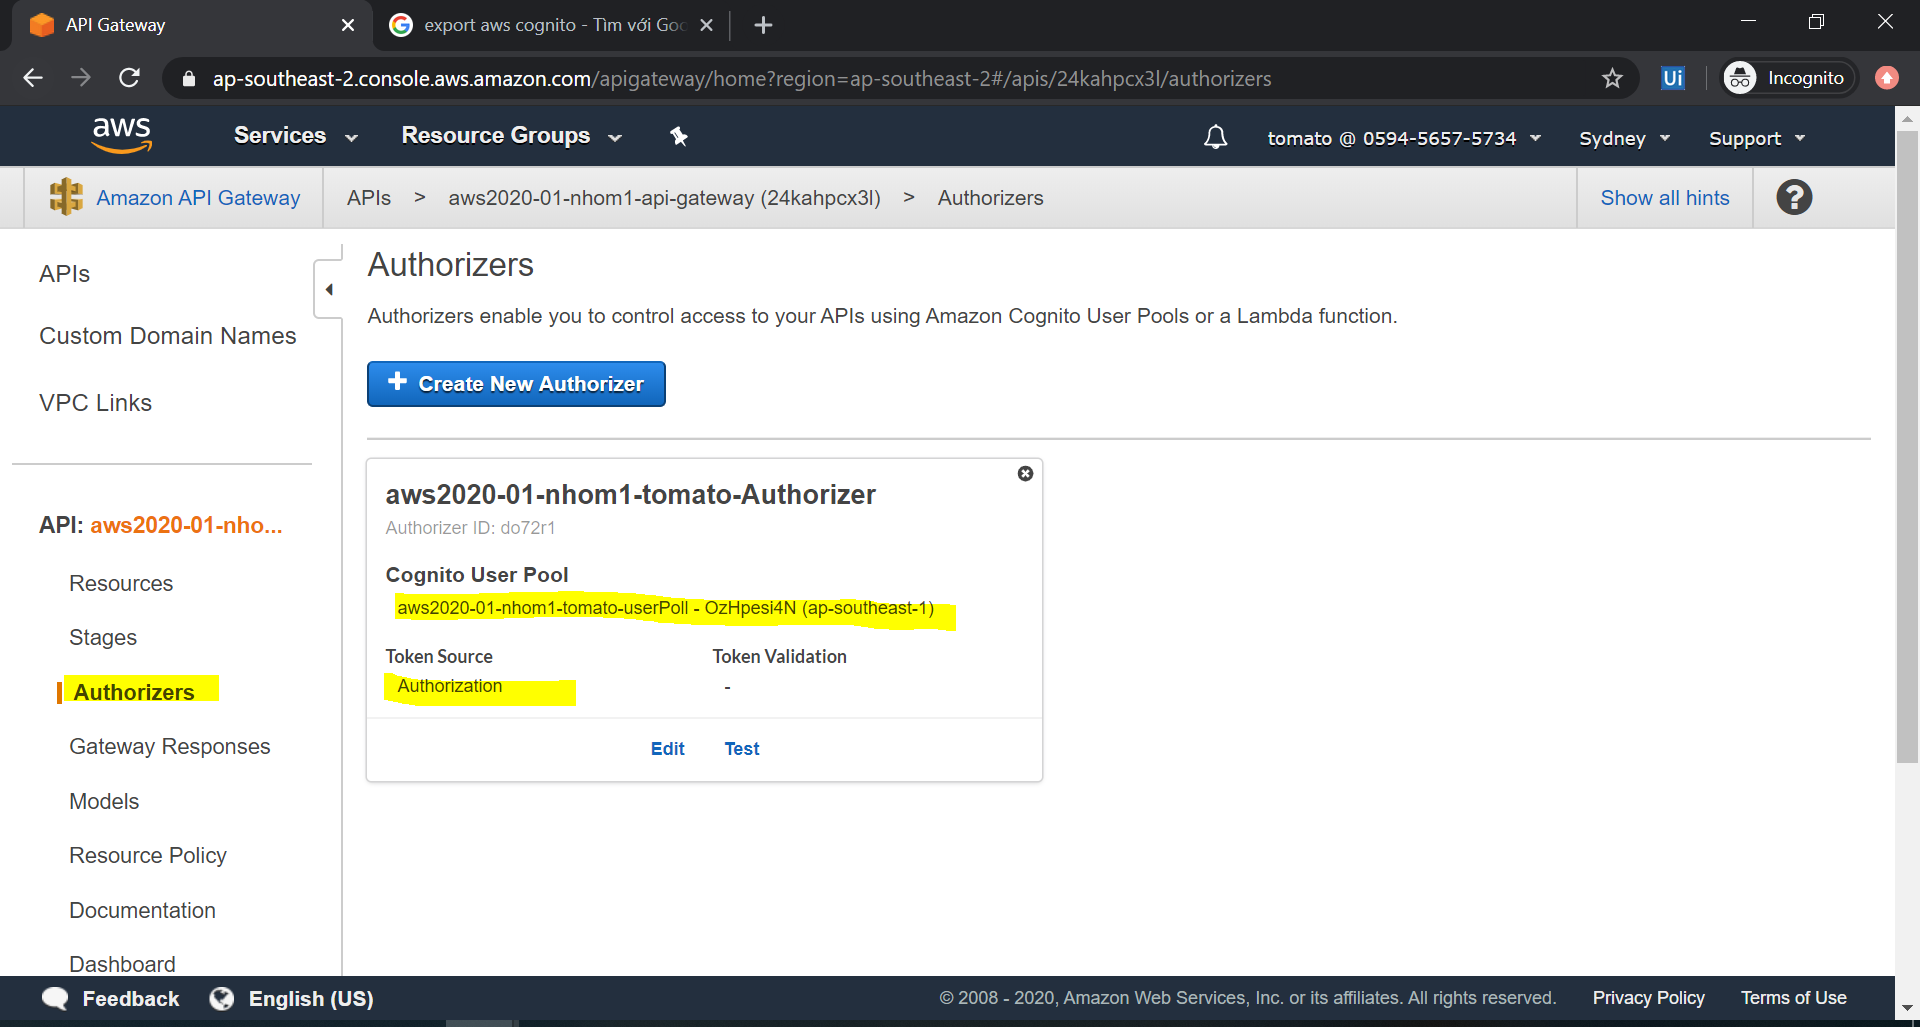 API Gateway
export aws cognito - Tìm với Goo
ap-southeast-2.console.aws.amazon.com/apigateway/home?region=ap-southeast-2#/apis/24kahpcx3l/authorizers
Ui
Incognito
aws
Services
Resource Groups
tomato @ 0594-5657-5734
Sydney
Support
Amazon API Gateway
APIs > aws2020-01-nhom1-api-gateway (24kahpcx3l) > Authorizers
Show all hints
?
APIs
Custom Domain Names
VPC Links
API: aws2020-01-nho...
Resources
Stages
Authorizers
Gateway Responses
Models
Resource Policy
Documentation
Dashboard
Authorizers
Authorizers enable you to control access to your APIs using Amazon Cognito User Pools or a Lambda function.
+ Create New Authorizer
aws2020-01-nhom1-tomato-Authorizer
Authorizer ID: do72r1
Cognito User Pool
aws2020-01-nhom1-tomato-userPoll - OzHpesi4N (ap-southeast-1)
Token Source
Authorization
Token Validation
-
Edit
Test
Feedback
English (US)
© 2008 - 2020, Amazon Web Services, Inc. or its affiliates. All rights reserved.
Privacy Policy
Terms of Use